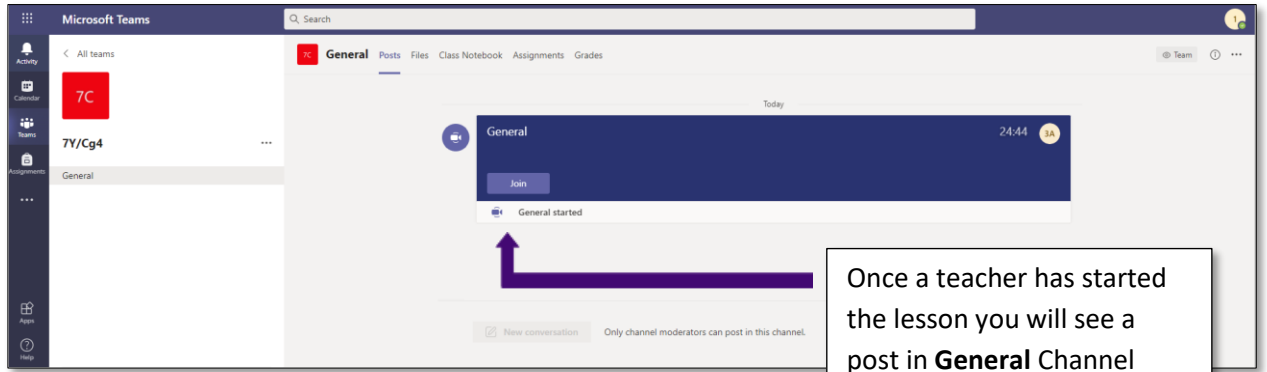 Microsoft Teams
Search
1
Activity
Calendar
Teams
Assignments
Apps
Help
All teams
7C
7Y/Cg4
General
7C General Posts Files Class Notebook Assignments Grades
Team
Today
General 24:44 3A
Join
General started
New conversation Only channel moderators can post in this channel.
Once a teacher has started
the lesson you will see a
post in General Channel